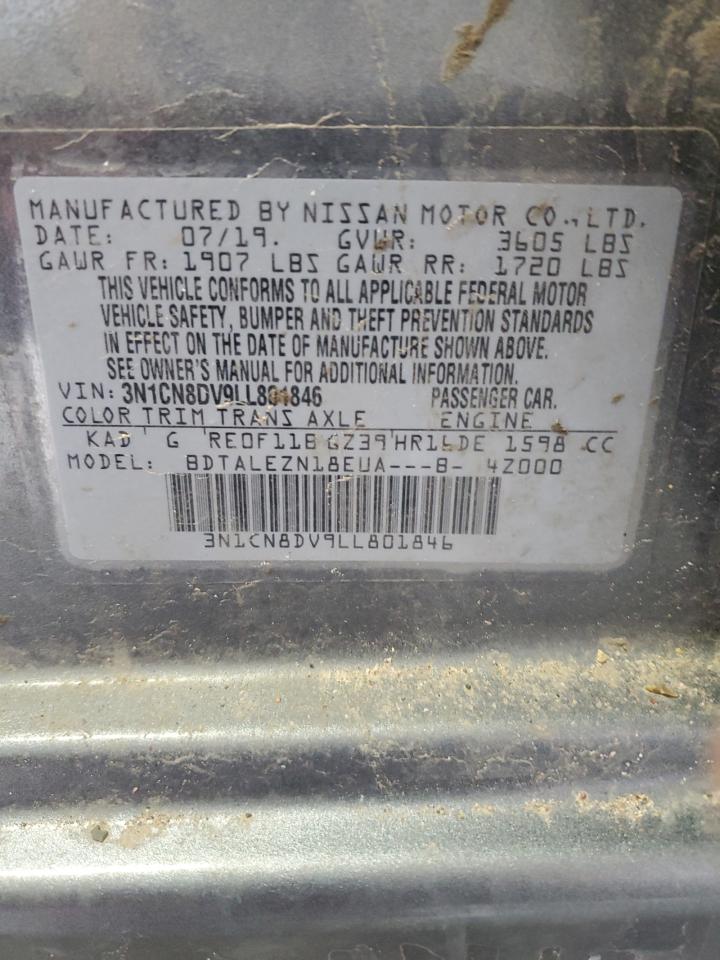 MANUFACTURED BY NISSAN MOTOR CO.,LTD.
DATE: 07/19. GVWR: 3605 LBS
GAWR FR: 1907 LBS GAWR RR: 1720 LBS
THIS VEHICLE CONFORMS TO ALL APPLICABLE FEDERAL MOTOR
VEHICLE SAFETY, BUMPER AND THEFT PREVENTION STANDARDS
IN EFFECT ON THE DATE OF MANUFACTURE SHOWN ABOVE.
SEE OWNER'S MANUAL FOR ADDITIONAL INFORMATION.
VIN: 3N1CN8DV9LL801846 PASSENGER CAR.
COLOR TRIM TRANS AXLE ENGINE
KAD G RE0F11B GZ39 HR16DE 1598 CC
MODEL: BDTALEZN18EUA---B- 4Z000
3N1CN8DV9LL801846